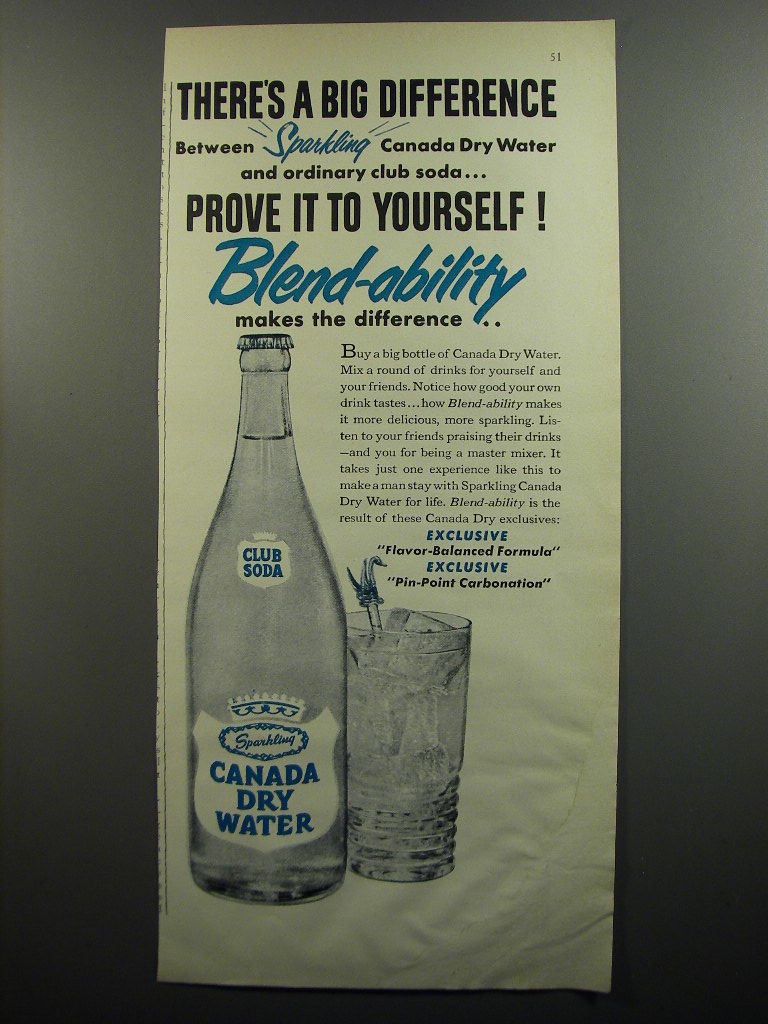 51
THERE'S A BIG DIFFERENCE
Between Sparkling Canada Dry Water
and ordinary club soda...
PROVE IT TO YOURSELF!
Blend-ability
makes the difference ..
Buy a big bottle of Canada Dry Water.
Mix a round of drinks for yourself and
your friends. Notice how good your own
drink tastes...how Blend-ability makes
it more delicious, more sparkling. Lis-
ten to your friends praising their drinks
—and you for being a master mixer. It
takes just one experience like this to
make a man stay with Sparkling Canada
Dry Water for life. Blend-ability is the
result of these Canada Dry exclusives:
EXCLUSIVE
"Flavor-Balanced Formula"
EXCLUSIVE
"Pin-Point Carbonation"
CLUB
SODA
Sparkling
CANADA
DRY
WATER